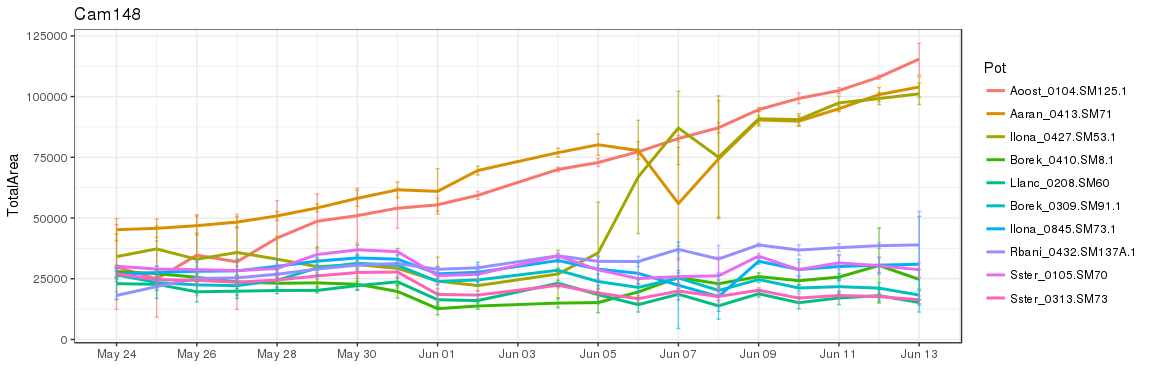 Cam148
TotalArea
125000
100000
75000
50000
25000
0
May 24 May 26 May 28 May 30 Jun 01 Jun 03 Jun 05 Jun 07 Jun 09 Jun 11 Jun 13
Pot
Aoost_0104.SM125.1
Aaran_0413.SM71
Ilona_0427.SM53.1
Borek_0410.SM8.1
Llanc_0208.SM60
Borek_0309.SM91.1
Ilona_0845.SM73.1
Rbani_0432.SM137A.1
Sster_0105.SM70
Sster_0313.SM73